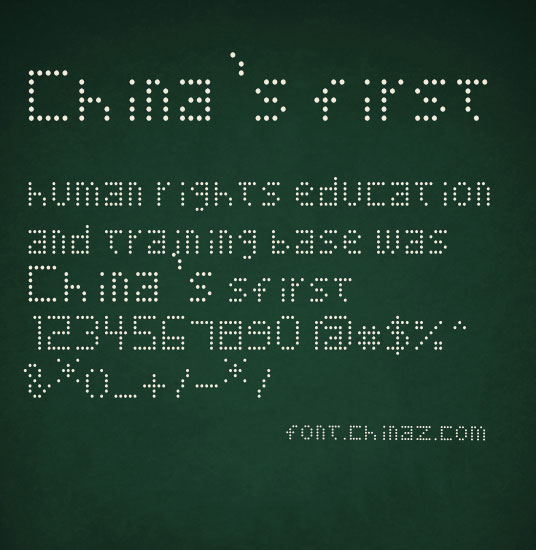 China's first
human rights education
and training base was
China's sfirst
1234567890 @#$%^
&*()_+/-*/
font.chinaz.com